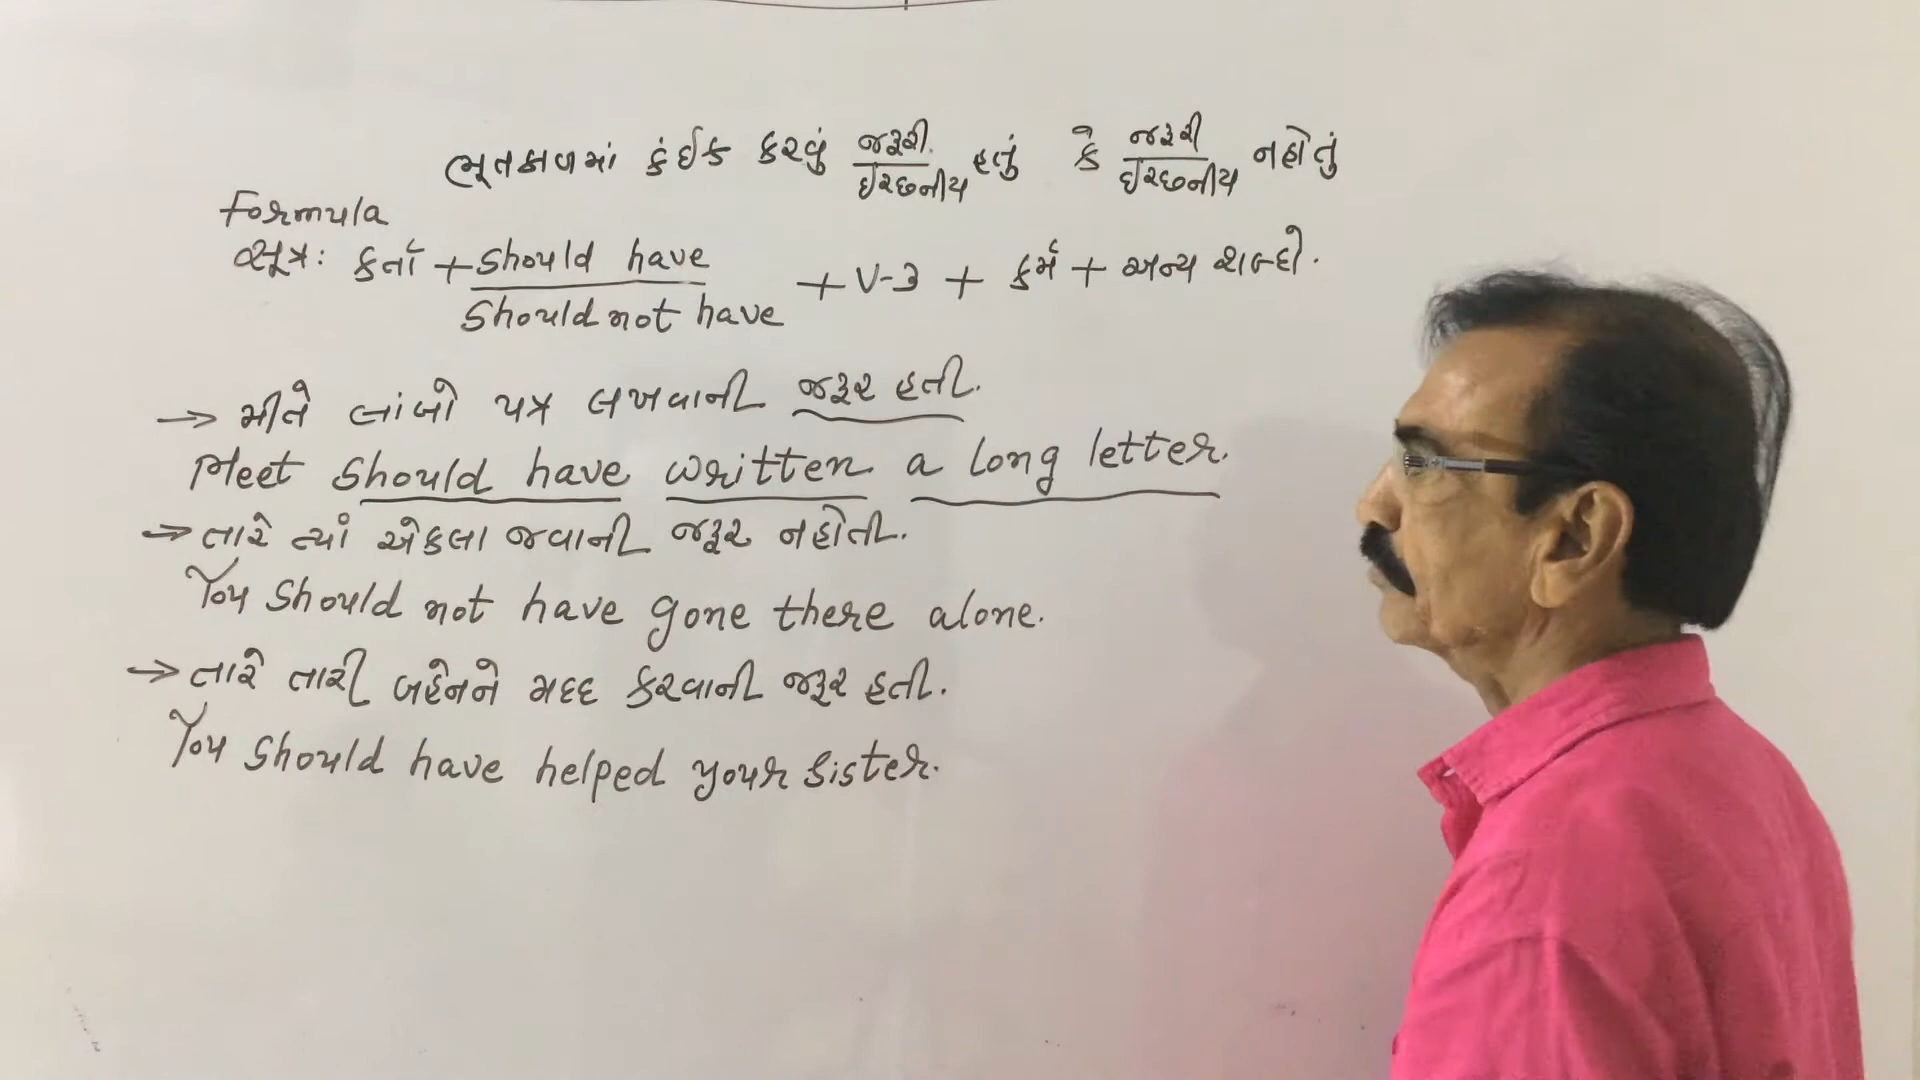 ભૂતકાળમાં કંઈક કરવું જરૂરી/ઈચ્છનીય હતું કે જરૂરી/ઈચ્છનીય નહોતું
Formula
સૂત્ર: કર્તા + Should have / Should not have + V-3 + કર્મ + અન્ય શબ્દો.
→ મીતે લાંબો પત્ર લખવાની જરૂર હતી.
Meet Should have written a long letter.
→ તારે ત્યાં એકલા જવાની જરૂર નહોતી.
You Should not have gone there alone.
→ તારે તારી બહેનને મદદ કરવાની જરૂર હતી.
You Should have helped your sister.